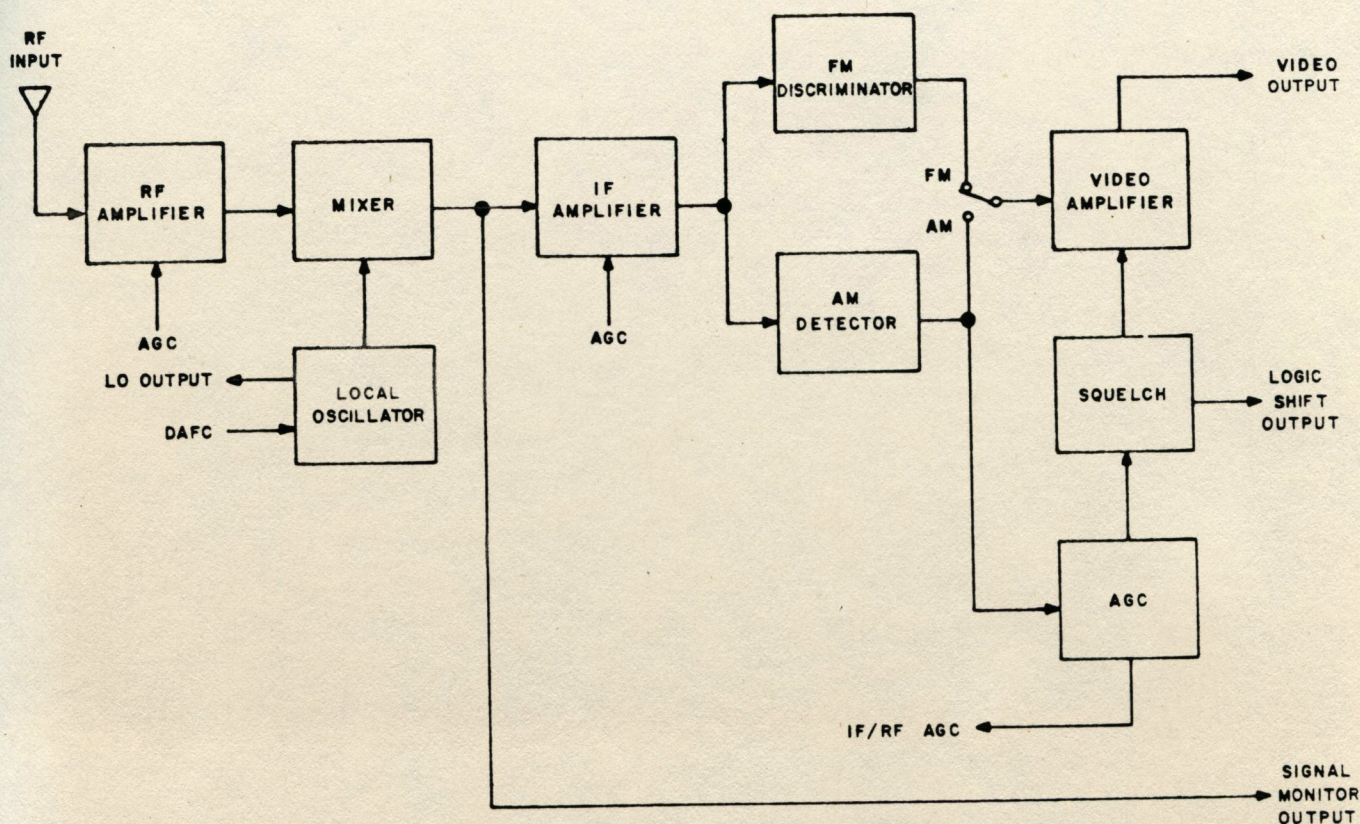 RF
INPUT
RF
AMPLIFIER
AGC
MIXER
LO OUTPUT
DAFC
LOCAL
OSCILLATOR
IF
AMPLIFIER
AGC
FM
DISCRIMINATOR
AM
DETECTOR
FM
AM
VIDEO
AMPLIFIER
VIDEO
OUTPUT
SQUELCH
LOGIC
SHIFT
OUTPUT
AGC
IF/RF AGC
SIGNAL
MONITOR
OUTPUT